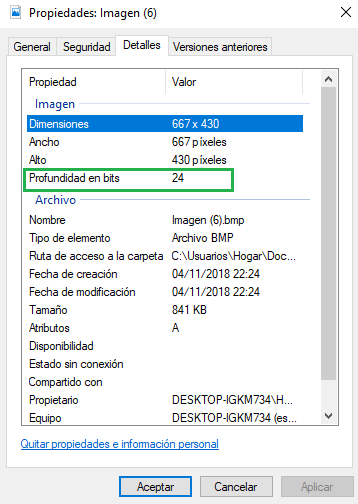 Propiedades: Imagen (6)
General Seguridad Detalles Versiones anteriores
Propiedad Valor
Imagen
Dimensiones 667 x 430
Ancho 667 píxeles
Alto 430 píxeles
Profundidad en bits 24
Archivo
Nombre Imagen (6).bmp
Tipo de elemento Archivo BMP
Ruta de acceso a la carpeta C:\Usuarios\Hogar\Doc...
Fecha de creación 04/11/2018 22:24
Fecha de modificación 04/11/2018 22:24
Tamaño 841 KB
Atributos A
Disponibilidad
Estado sin conexión
Compartido con
Propietario DESKTOP-IGKM734\H...
Equipo DESKTOP-IGKM734 (es...
Quitar propiedades e información personal
Aceptar Cancelar Aplicar